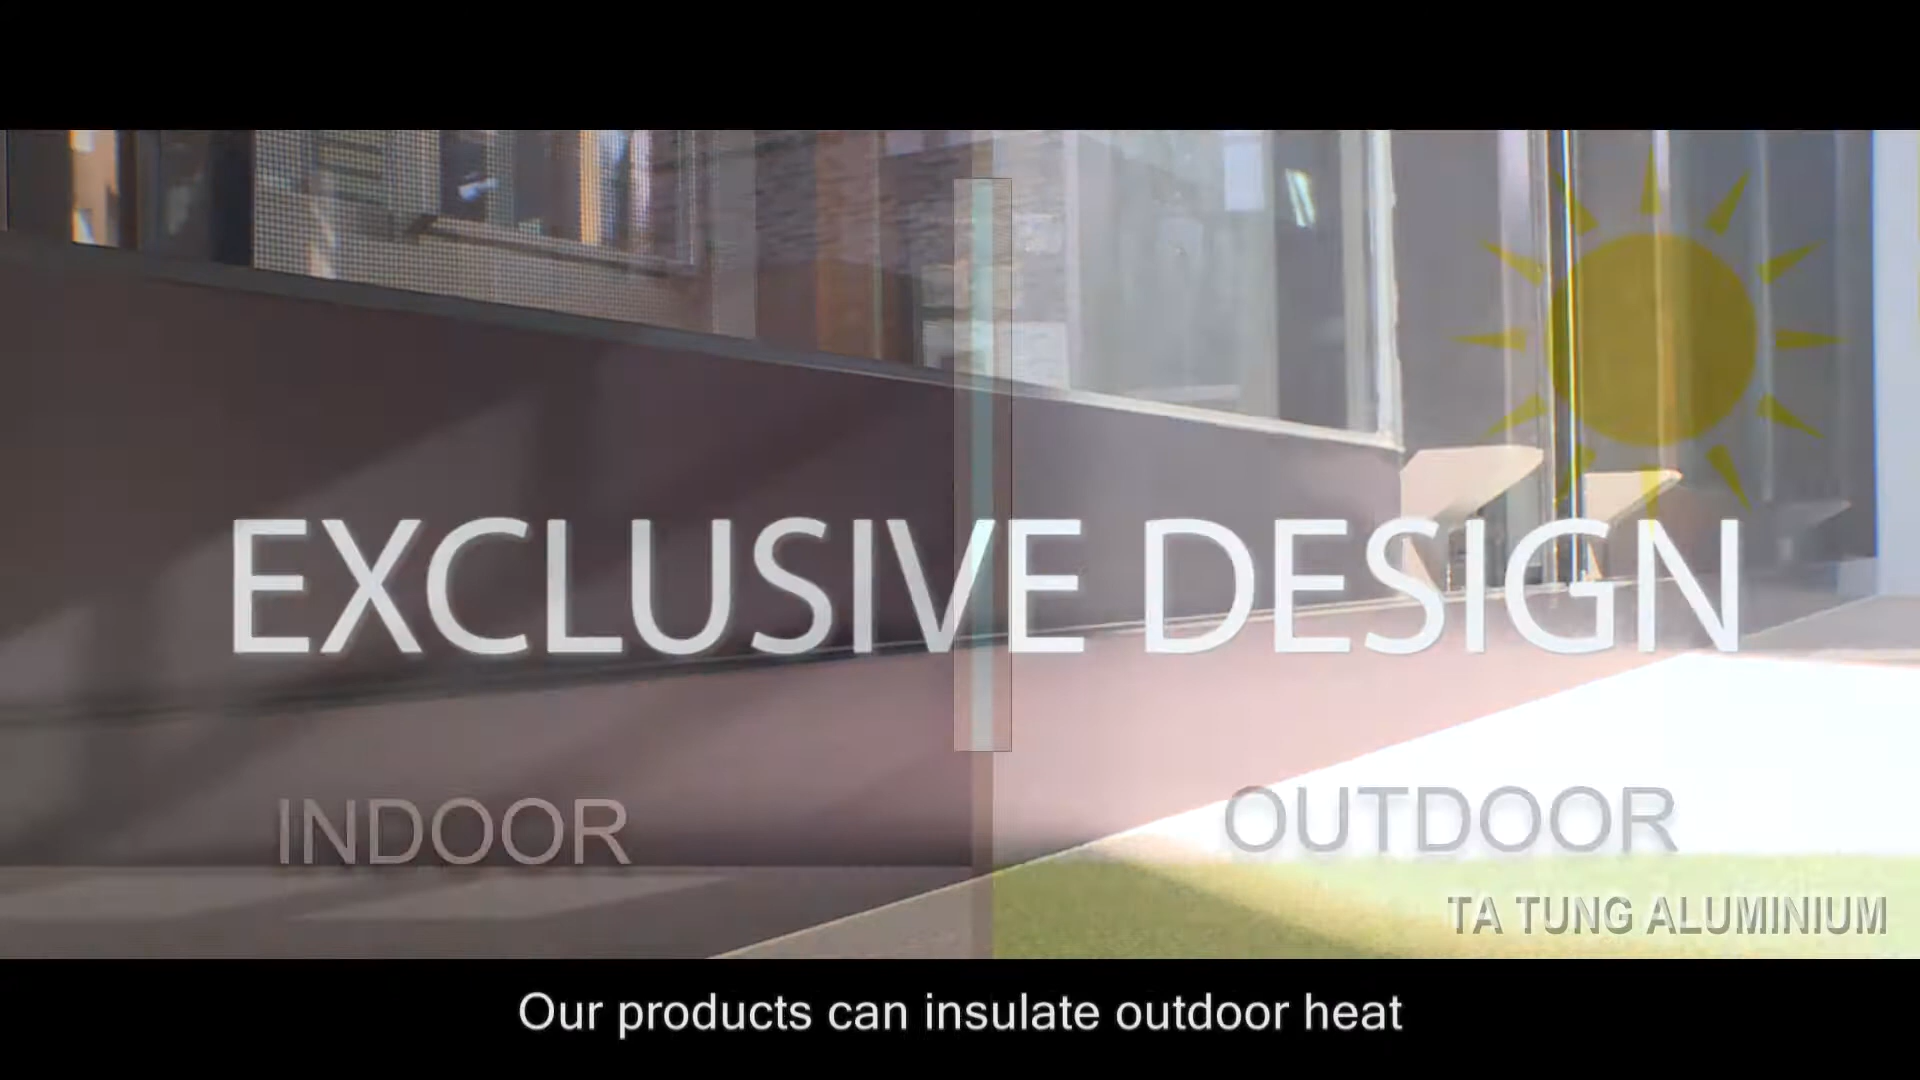 EXCLUSIVE DESIGN
INDOOR
OUTDOOR
TA TUNG ALUMINIUM
Our products can insulate outdoor heat